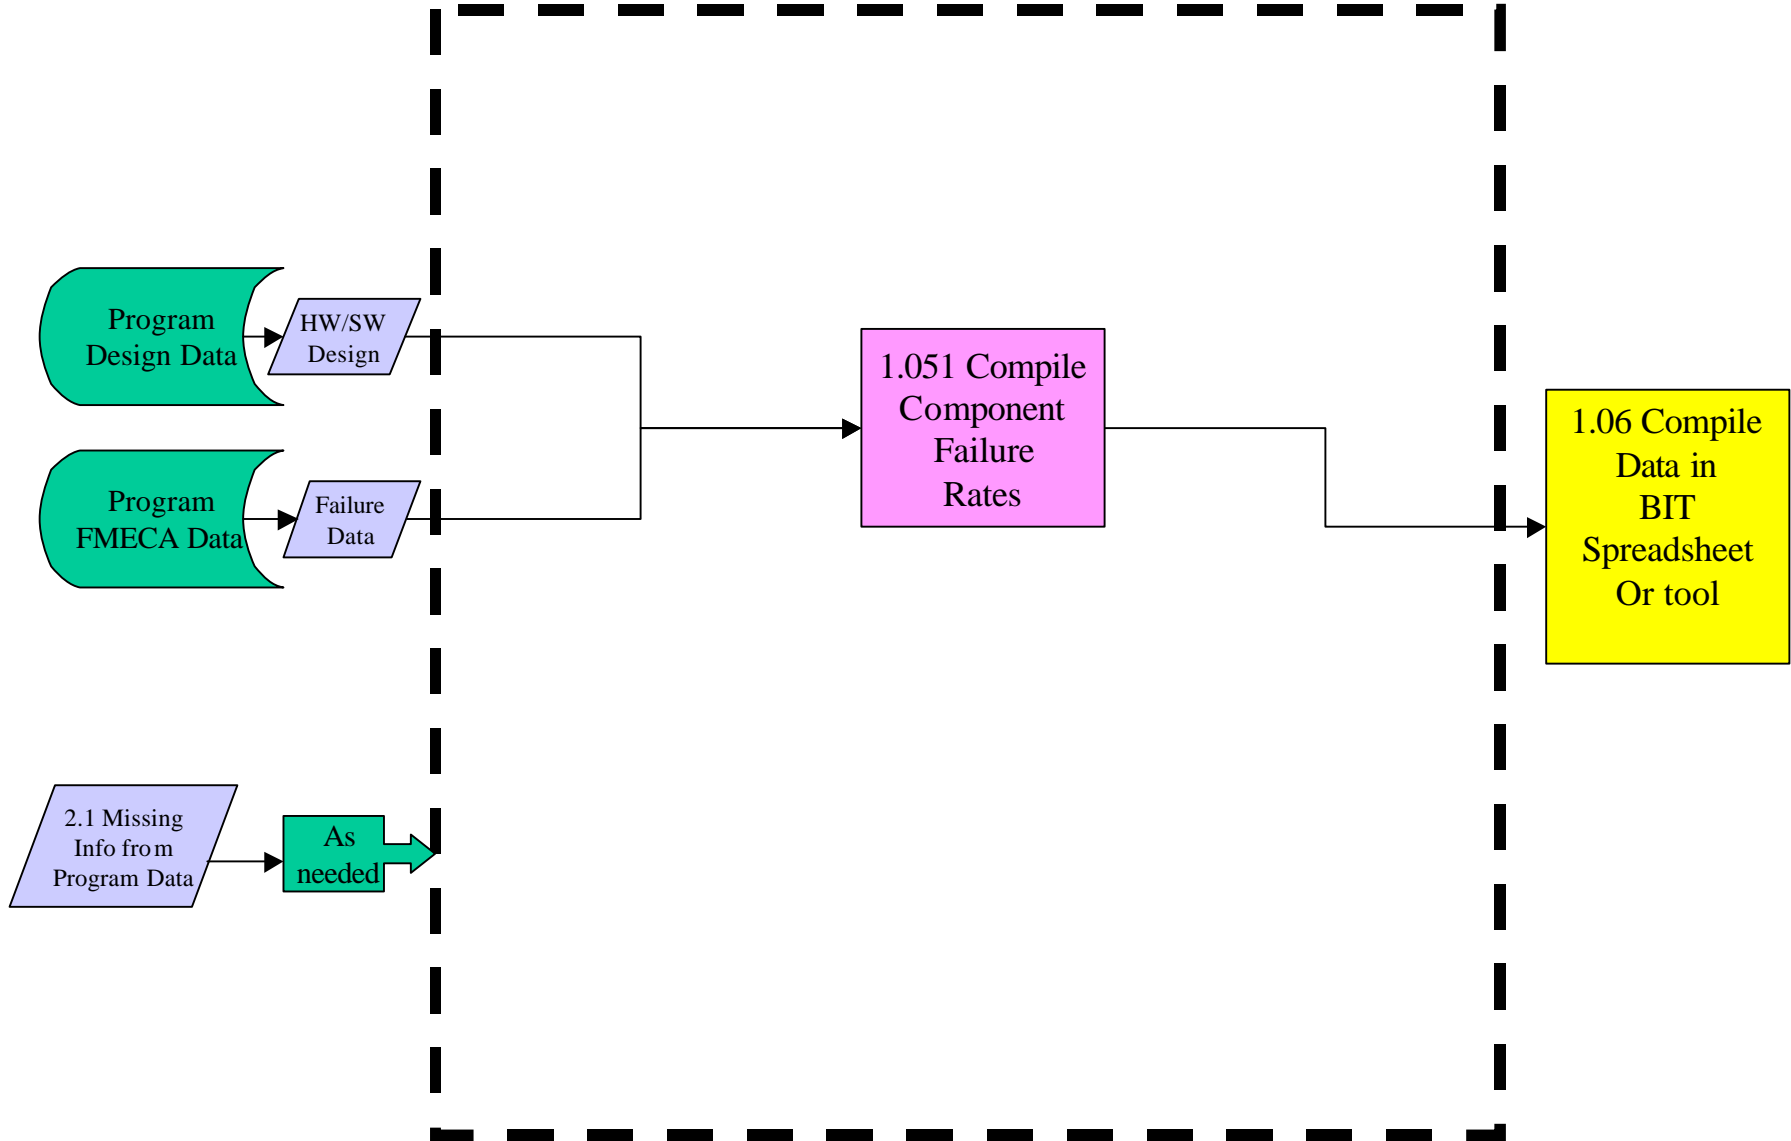 Program
Design Data
HW/SW
Design
1.051 Compile
Component
Failure
Rates
1.06 Compile
Data in
BIT
Spreadsheet
Or tool
Program
FMECA Data
Failure
Data
2.1 Missing
Info from
Program Data
As
needed